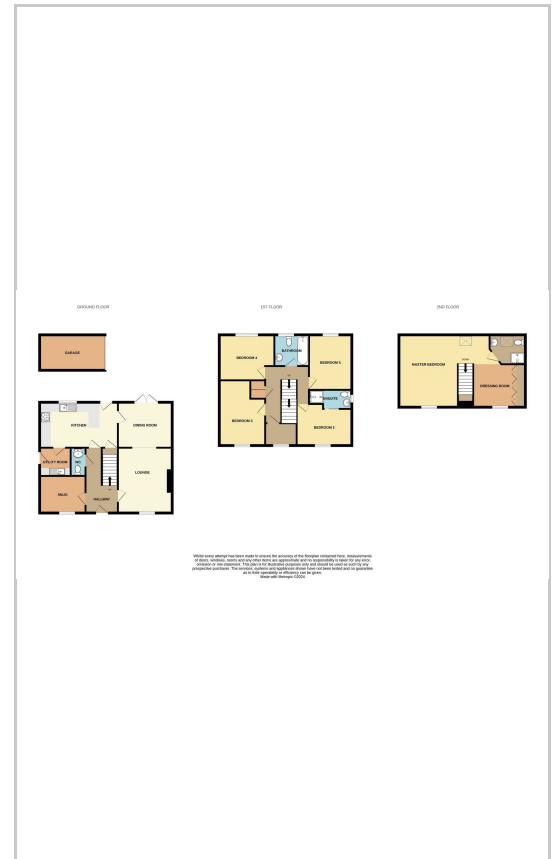 GROUND FLOOR
1ST FLOOR
2ND FLOOR
GARAGE
KITCHEN
DINING ROOM
UTILITY ROOM
WC
LOUNGE
SNUG
HALLWAY
BEDROOM 4
BATHROOM
BEDROOM 5
ENSUITE
BEDROOM 3
MASTER BEDROOM
DOWN
DRESSING ROOM
Whilst every attempt has been made to ensure the accuracy of the floorplan contained here, measurements
of doors, windows, rooms and any other items are approximate and no responsibility is taken for any error,
omission or mis-statement. This plan is for illustrative purposes only and should be used as such by any
prospective purchaser. The services, systems and appliances shown have not been tested and no guarantee
as to their operability or efficiency can be given.
Made with Metropix ©2024